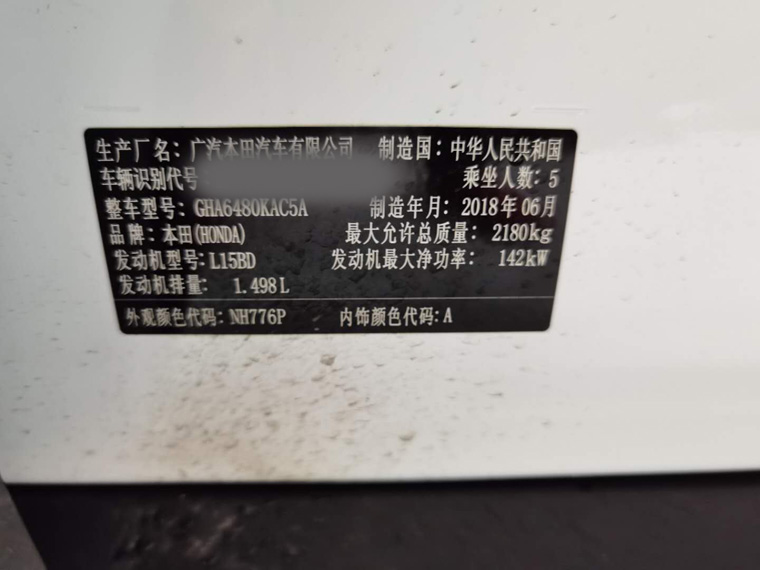 生产厂名：广汽本田汽车有限公司 制造国：中华人民共和国
车辆识别代号 乘坐人数：5
整车型号：GHA6480KAC5A 制造年月：2018年06月
品牌：本田(HONDA) 最大允许总质量：2180kg
发动机型号：L15BD 发动机最大净功率：142kW
发动机排量：1.498L
外观颜色代码：NH776P 内饰颜色代码：A